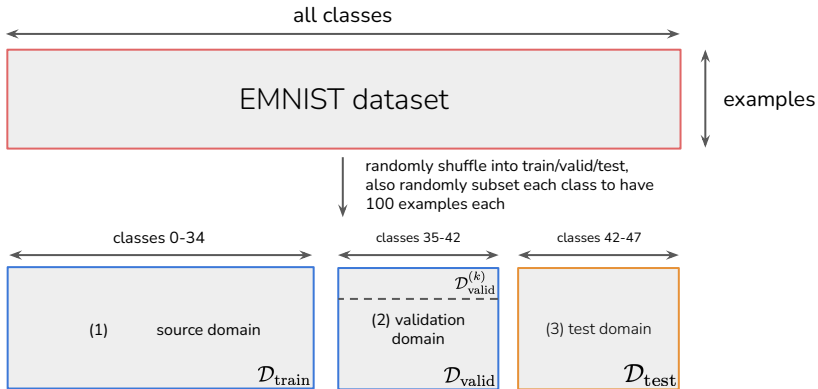 all classes
EMNIST dataset
examples
randomly shuffle into train/valid/test,
also randomly subset each class to have
100 examples each
classes 0-34
classes 35-42
classes 42-47
(1) source domain
𝒟train
𝒟valid(k)
(2) validation
domain
𝒟valid
(3) test domain
𝒟test